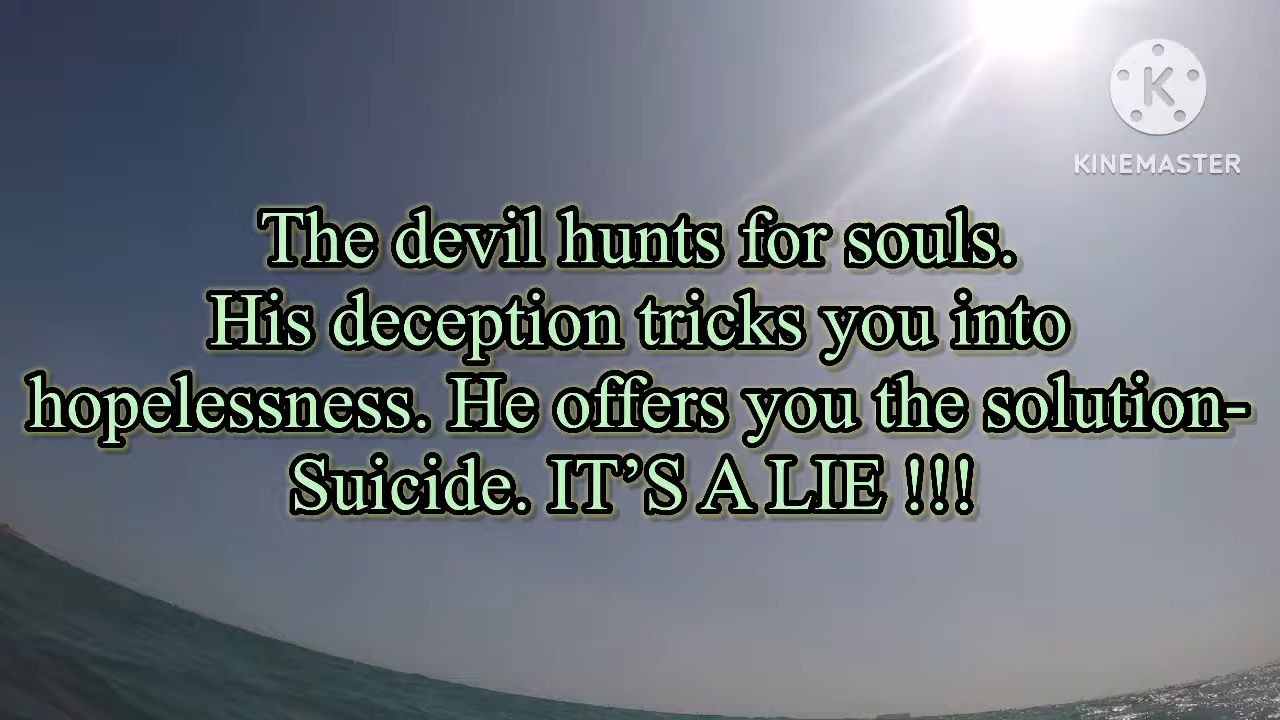 KINEMASTER
The devil hunts for souls.
His deception tricks you into
hopelessness. He offers you the solution-
Suicide. IT’S A LIE !!!